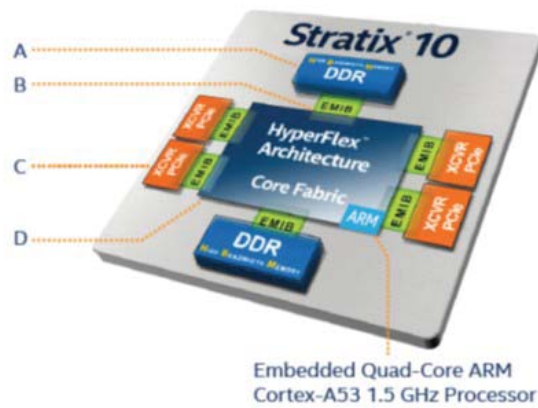 Stratix® 10
A
HIGH BANDWIDTH MEMORY
DDR
B
EMIB
XCVR
PCIe
EMIB
HyperFlex™
Architecture
EMIB
XCVR
PCIe
C
XCVR
PCIe
EMIB
Core Fabric
EMIB
XCVR
PCIe
ARM
D
EMIB
DDR
HIGH BANDWIDTH MEMORY
Embedded Quad-Core ARM
Cortex-A53 1.5 GHz Processor